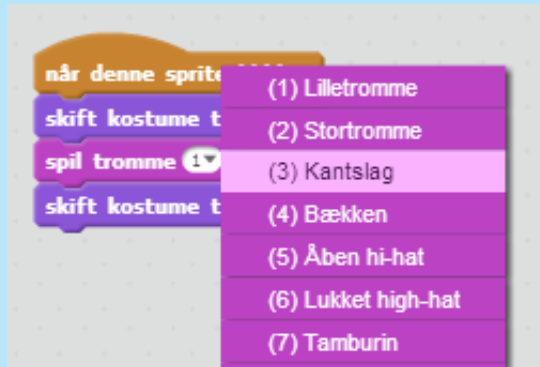 når denne sprite
skift kostume t
spil tromme 1
skift kostume t
(1) Lilletromme
(2) Stortromme
(3) Kantslag
(4) Bækken
(5) Åben hi-hat
(6) Lukket high-hat
(7) Tamburin